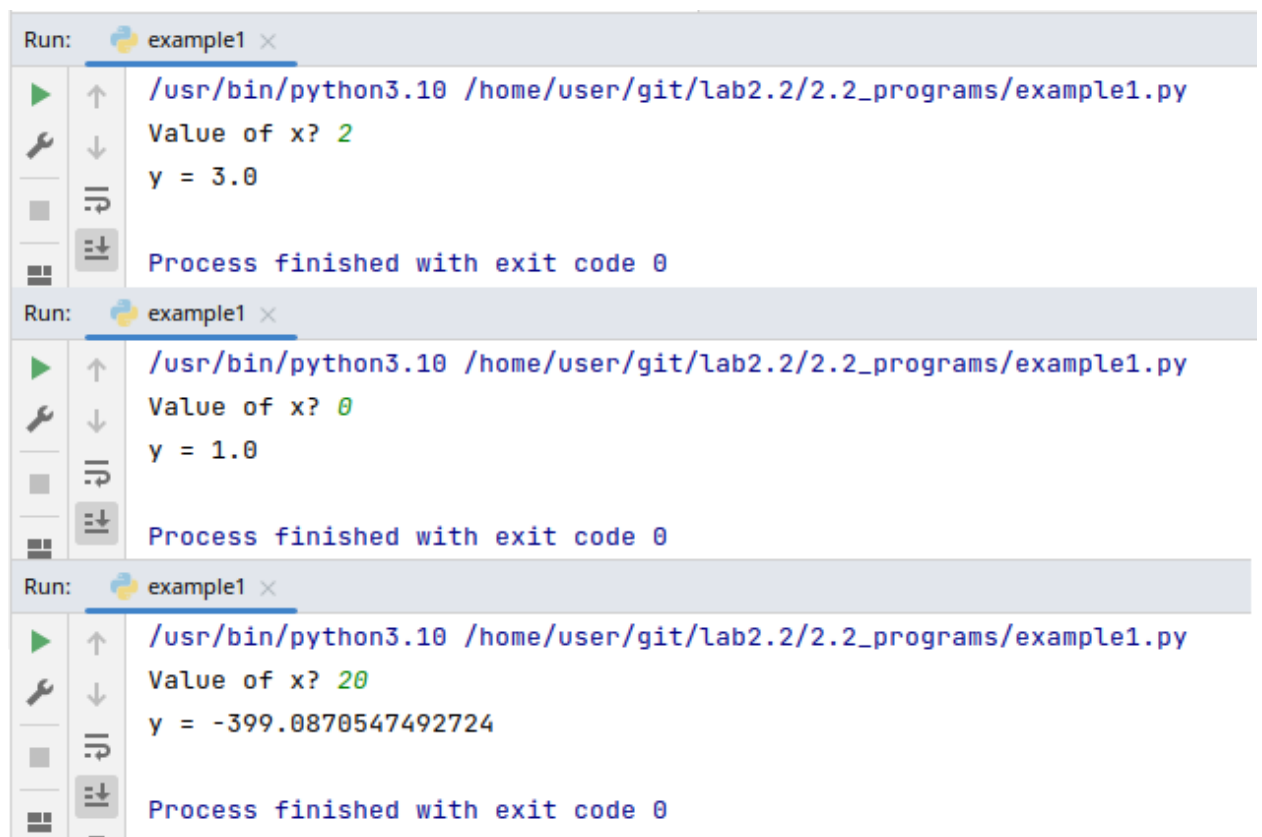 Run: example1
/usr/bin/python3.10 /home/user/git/lab2.2/2.2_programs/example1.py
Value of x? 2
y = 3.0
Process finished with exit code 0
Run: example1
/usr/bin/python3.10 /home/user/git/lab2.2/2.2_programs/example1.py
Value of x? 0
y = 1.0
Process finished with exit code 0
Run: example1
/usr/bin/python3.10 /home/user/git/lab2.2/2.2_programs/example1.py
Value of x? 20
y = -399.0870547492724
Process finished with exit code 0